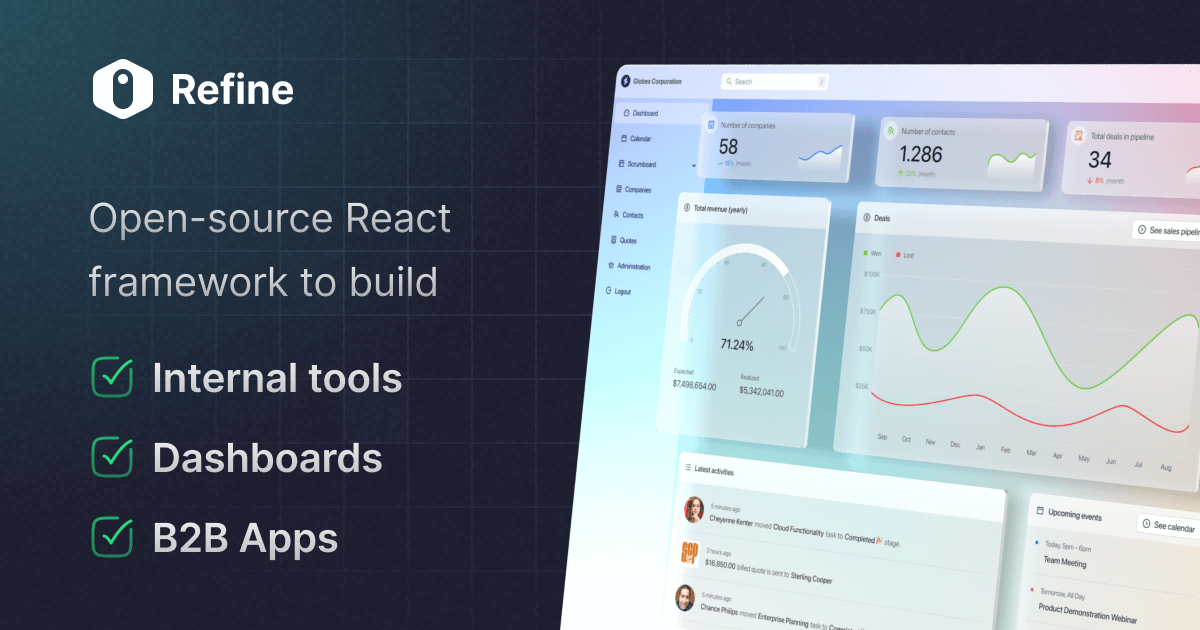 Refine
Open-source React
framework to build
Internal tools
Dashboards
B2B Apps
Globex Corporation
Search
/
Dashboard
Calendar
Scrumboard
Companies
Contacts
Quotes
Administration
Logout
Number of companies
58
/month
Number of contacts
1.286
22% /month
Total deals in pipeline
34
8% /month
Total revenue (yearly)
71.24%
Expected
$7,498,654.00
Realized
$5,342,041.00
Deals
See sales pipelin
Won
Lost
$100K
$750K
$50K
$25K
Sep Oct Nov Dec Jan Feb Mar Apr May Jun Jul Aug
Latest activities
5 minutes ago
Cheyenne Kenter moved Cloud Functionality task to Completed🎉 stage.
3 hours ago
$16,850.00 billed quote is sent to Sterling Cooper
5 minutes ago
Chance Philips moved Enterprise Planning task to
Upcoming events
See calendar
Today, 5pm - 6pm
Team Meeting
Tomorrow, All Day
Product Demonstration Webinar